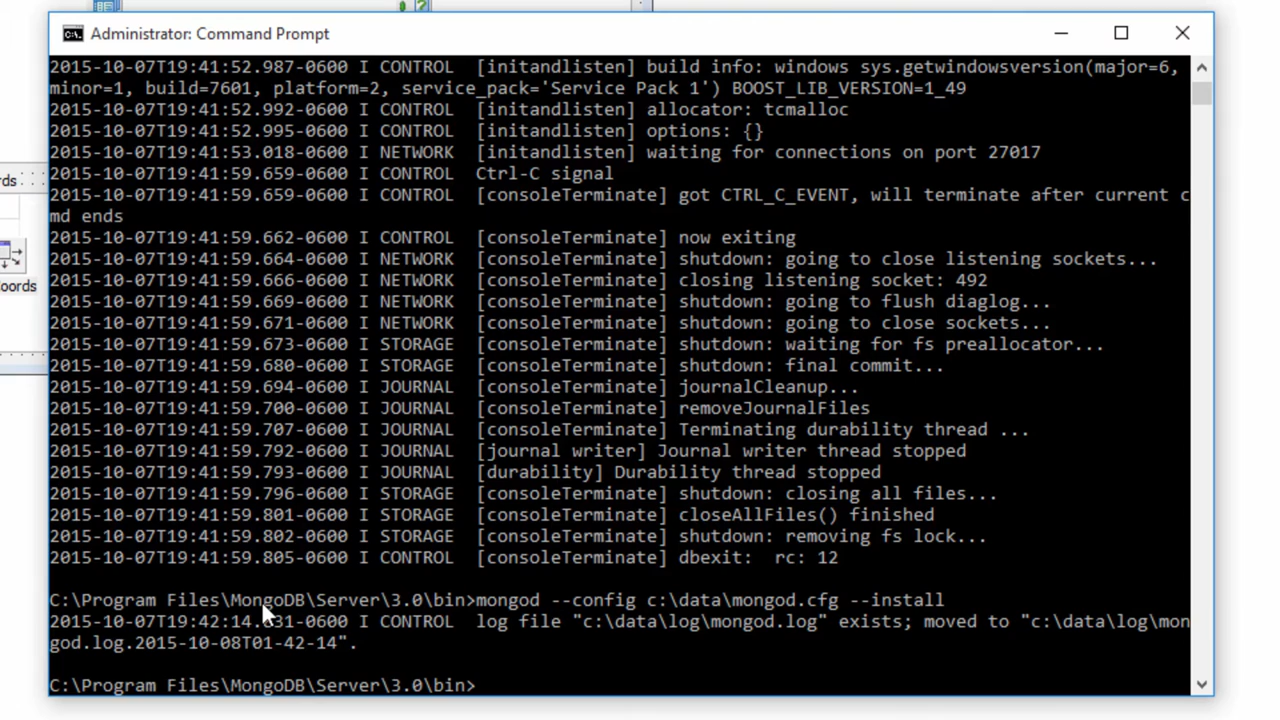 Administrator: Command Prompt
2015-10-07T19:41:52.987-0600 I CONTROL  [initandlisten] build info: windows sys.getwindowsversion(major=6,
minor=1, build=7601, platform=2, service_pack='Service Pack 1') BOOST_LIB_VERSION=1_49
2015-10-07T19:41:52.992-0600 I CONTROL  [initandlisten] allocator: tcmalloc
2015-10-07T19:41:52.995-0600 I CONTROL  [initandlisten] options: {}
2015-10-07T19:41:53.018-0600 I NETWORK  [initandlisten] waiting for connections on port 27017
2015-10-07T19:41:59.659-0600 I CONTROL  Ctrl-C signal
2015-10-07T19:41:59.659-0600 I CONTROL  [consoleTerminate] got CTRL_C_EVENT, will terminate after current c
md ends
2015-10-07T19:41:59.662-0600 I CONTROL  [consoleTerminate] now exiting
2015-10-07T19:41:59.664-0600 I NETWORK  [consoleTerminate] shutdown: going to close listening sockets...
2015-10-07T19:41:59.666-0600 I NETWORK  [consoleTerminate] closing listening socket: 492
2015-10-07T19:41:59.669-0600 I NETWORK  [consoleTerminate] shutdown: going to flush diaglog...
2015-10-07T19:41:59.671-0600 I NETWORK  [consoleTerminate] shutdown: going to close sockets...
2015-10-07T19:41:59.673-0600 I STORAGE  [consoleTerminate] shutdown: waiting for fs preallocator...
2015-10-07T19:41:59.680-0600 I STORAGE  [consoleTerminate] shutdown: final commit...
2015-10-07T19:41:59.694-0600 I JOURNAL  [consoleTerminate] journalCleanup...
2015-10-07T19:41:59.700-0600 I JOURNAL  [consoleTerminate] removeJournalFiles
2015-10-07T19:41:59.707-0600 I JOURNAL  [consoleTerminate] Terminating durability thread ...
2015-10-07T19:41:59.792-0600 I JOURNAL  [journal writer] Journal writer thread stopped
2015-10-07T19:41:59.793-0600 I JOURNAL  [durability] Durability thread stopped
2015-10-07T19:41:59.796-0600 I STORAGE  [consoleTerminate] shutdown: closing all files...
2015-10-07T19:41:59.801-0600 I STORAGE  [consoleTerminate] closeAllFiles() finished
2015-10-07T19:41:59.802-0600 I STORAGE  [consoleTerminate] shutdown: removing fs lock...
2015-10-07T19:41:59.805-0600 I CONTROL  [consoleTerminate] dbexit:  rc: 12
C:\Program Files\MongoDB\Server\3.0\bin>mongod --config c:\data\mongod.cfg --install
I CONTROL  log file "c:\data\log\mongod.log" exists; moved to "c:\data\log\mon
god.log.2015-10-08T01-42-14".
C:\Program Files\MongoDB\Server\3.0\bin>